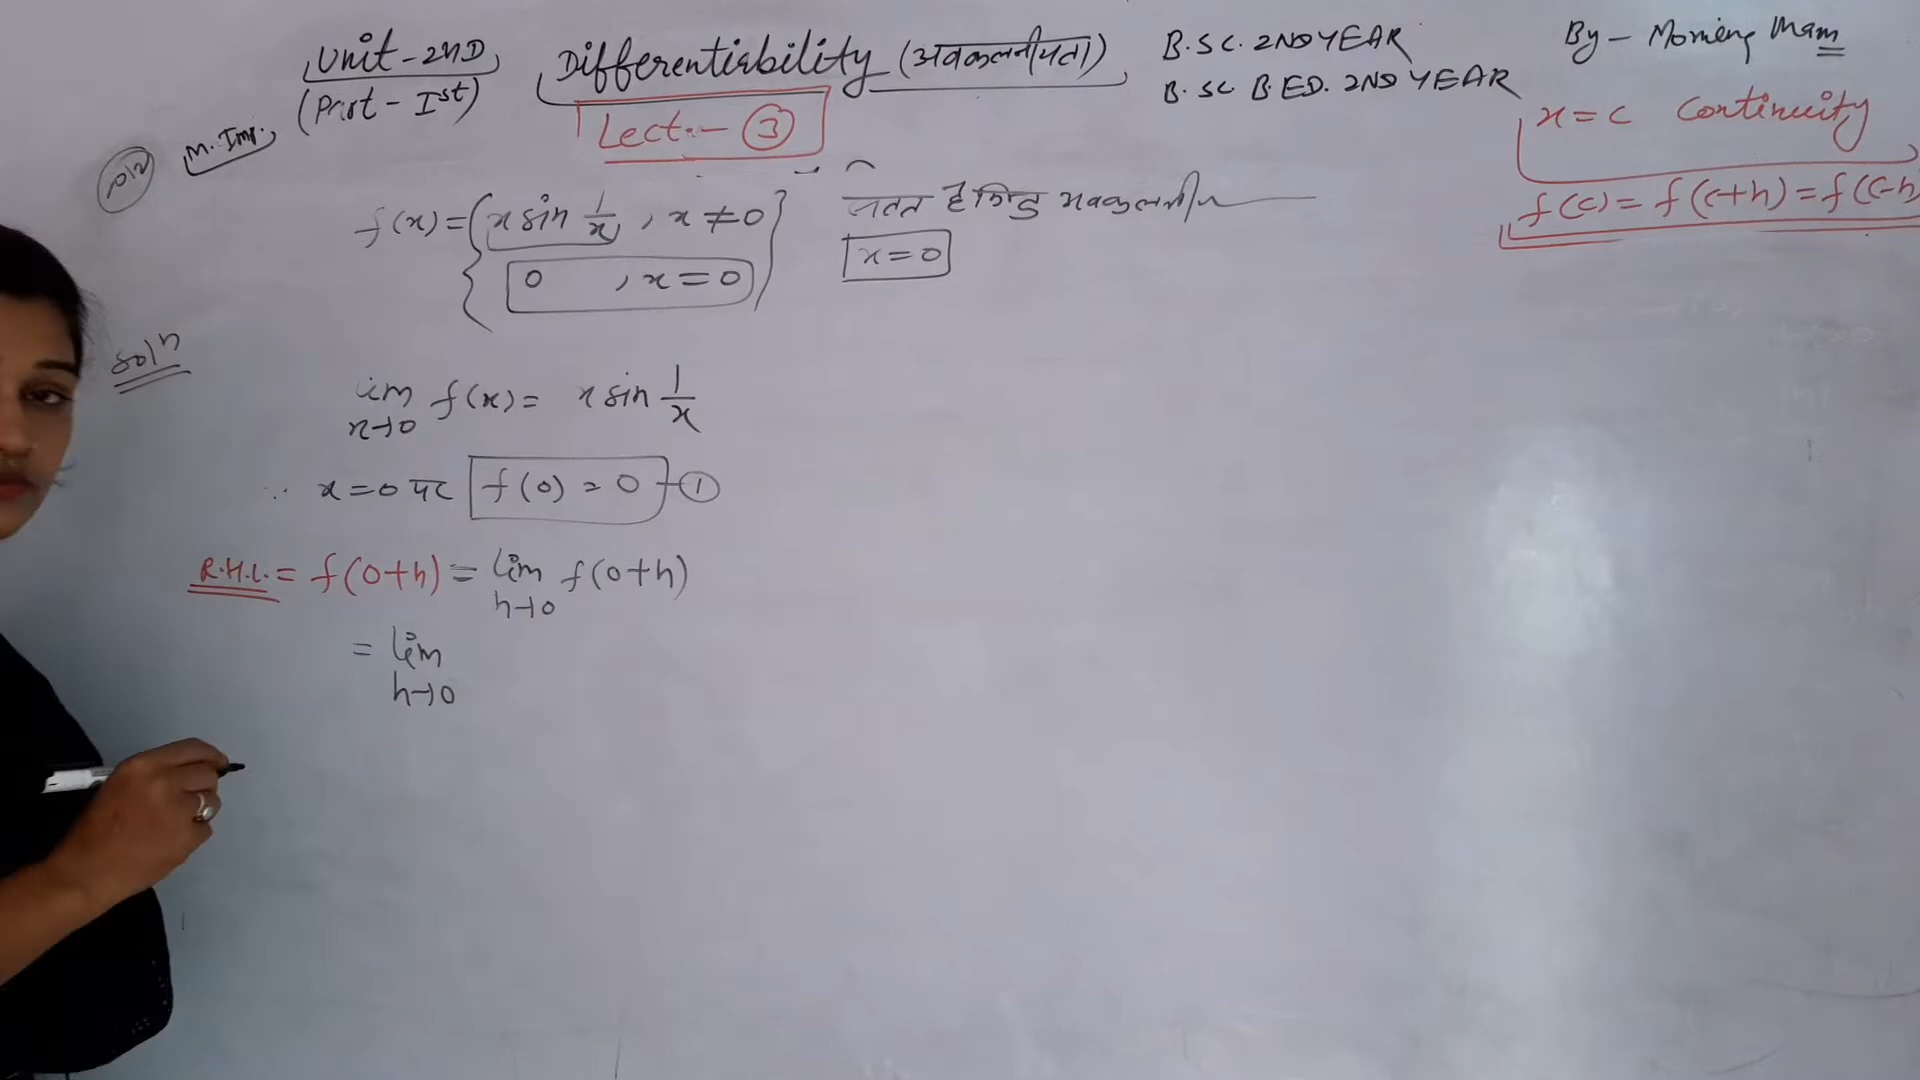 Unit-2ND
(Part-Ist)
Differentiability (अवकलनीयता)
Lect.-③
B.SC. 2ND YEAR
B.SC B.ED. 2ND YEAR
By - Morning Mam
x=c Continuity
f(c)=f(c+h)=f(c-h
M. Imp.
f(x)={x sin 1/x, x≠0}
0 , x=0
सतत है किन्तु अवकलनीय
x=0
Soln
lim x→0 f(x)= x sin 1/x
∵ x=0 पर f(0)=0 -①
R.H.L.= f(0+h)= lim h→0 f(0+h)
= lim h→0